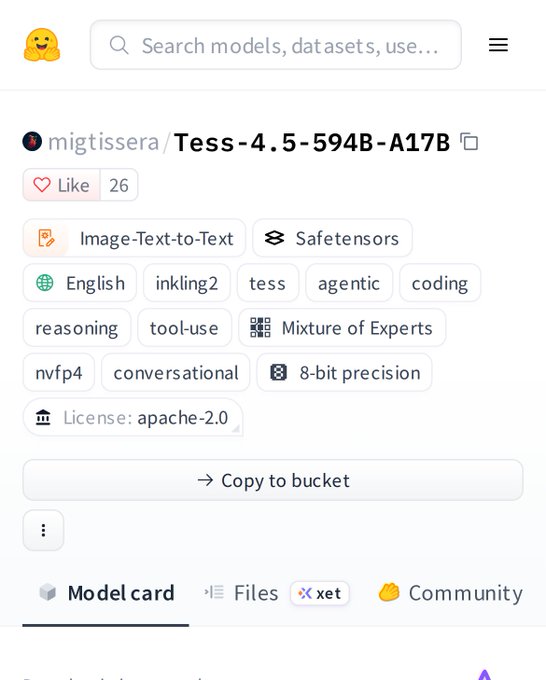 Search models, datasets, use…
migtissera/Tess-4.5-594B-A17B
Like 26
Image-Text-to-Text Safetensors
English inkling2 tess agentic coding
reasoning tool-use Mixture of Experts
nvfp4 conversational 8-bit precision
License: apache-2.0
→ Copy to bucket
Model card Files xet Community